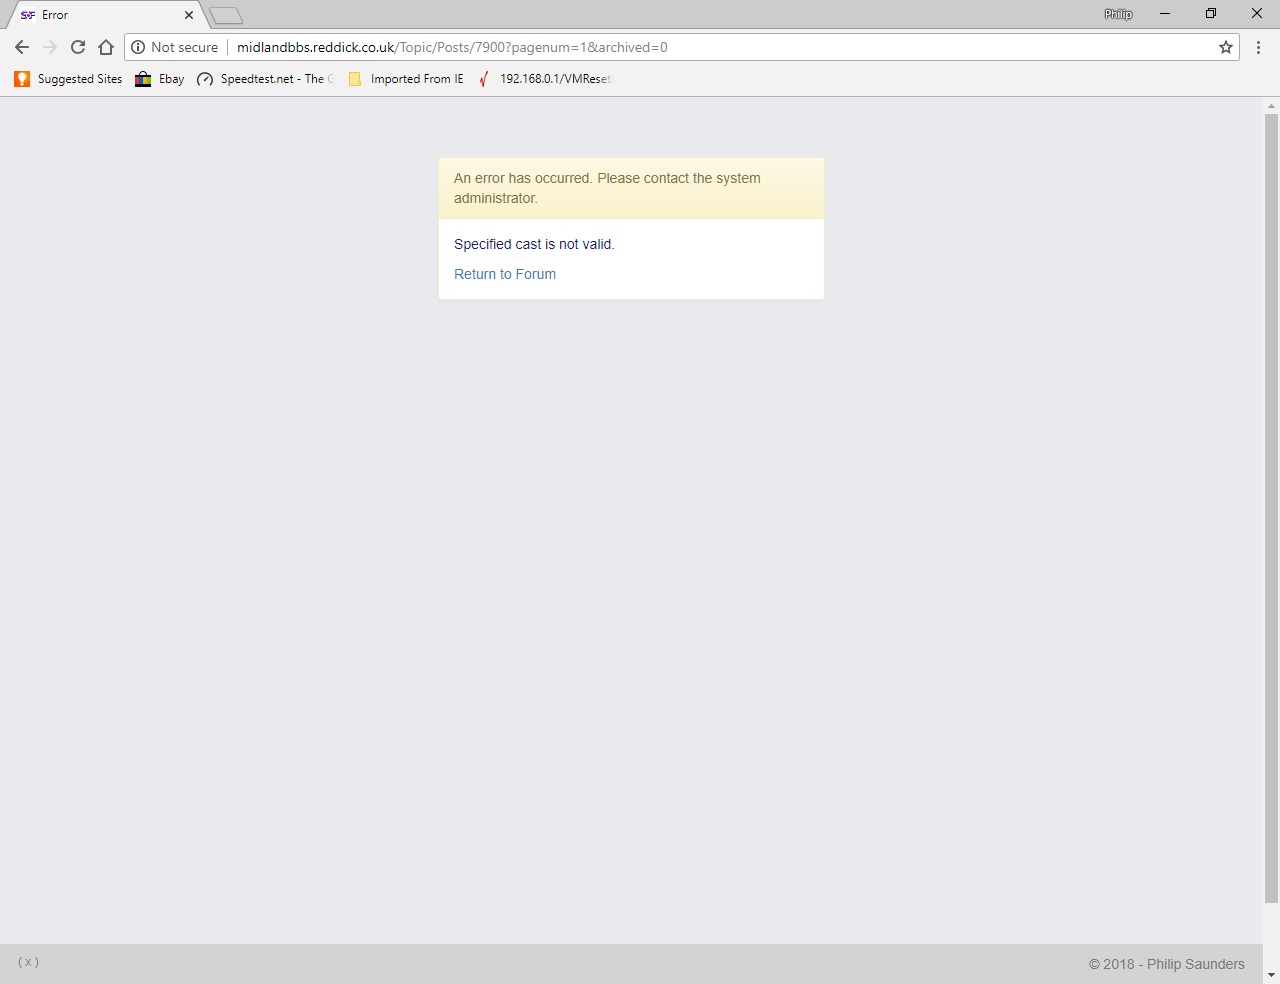 Error
Philip
Not secure
midlandbbs.reddick.co.uk/Topic/Posts/7900?pagenum=1&archived=0
Suggested Sites Ebay Speedtest.net - The G Imported From IE 192.168.0.1/VMReset
An error has occurred. Please contact the system
administrator.
Specified cast is not valid.
Return to Forum
( x )
© 2018 - Philip Saunders